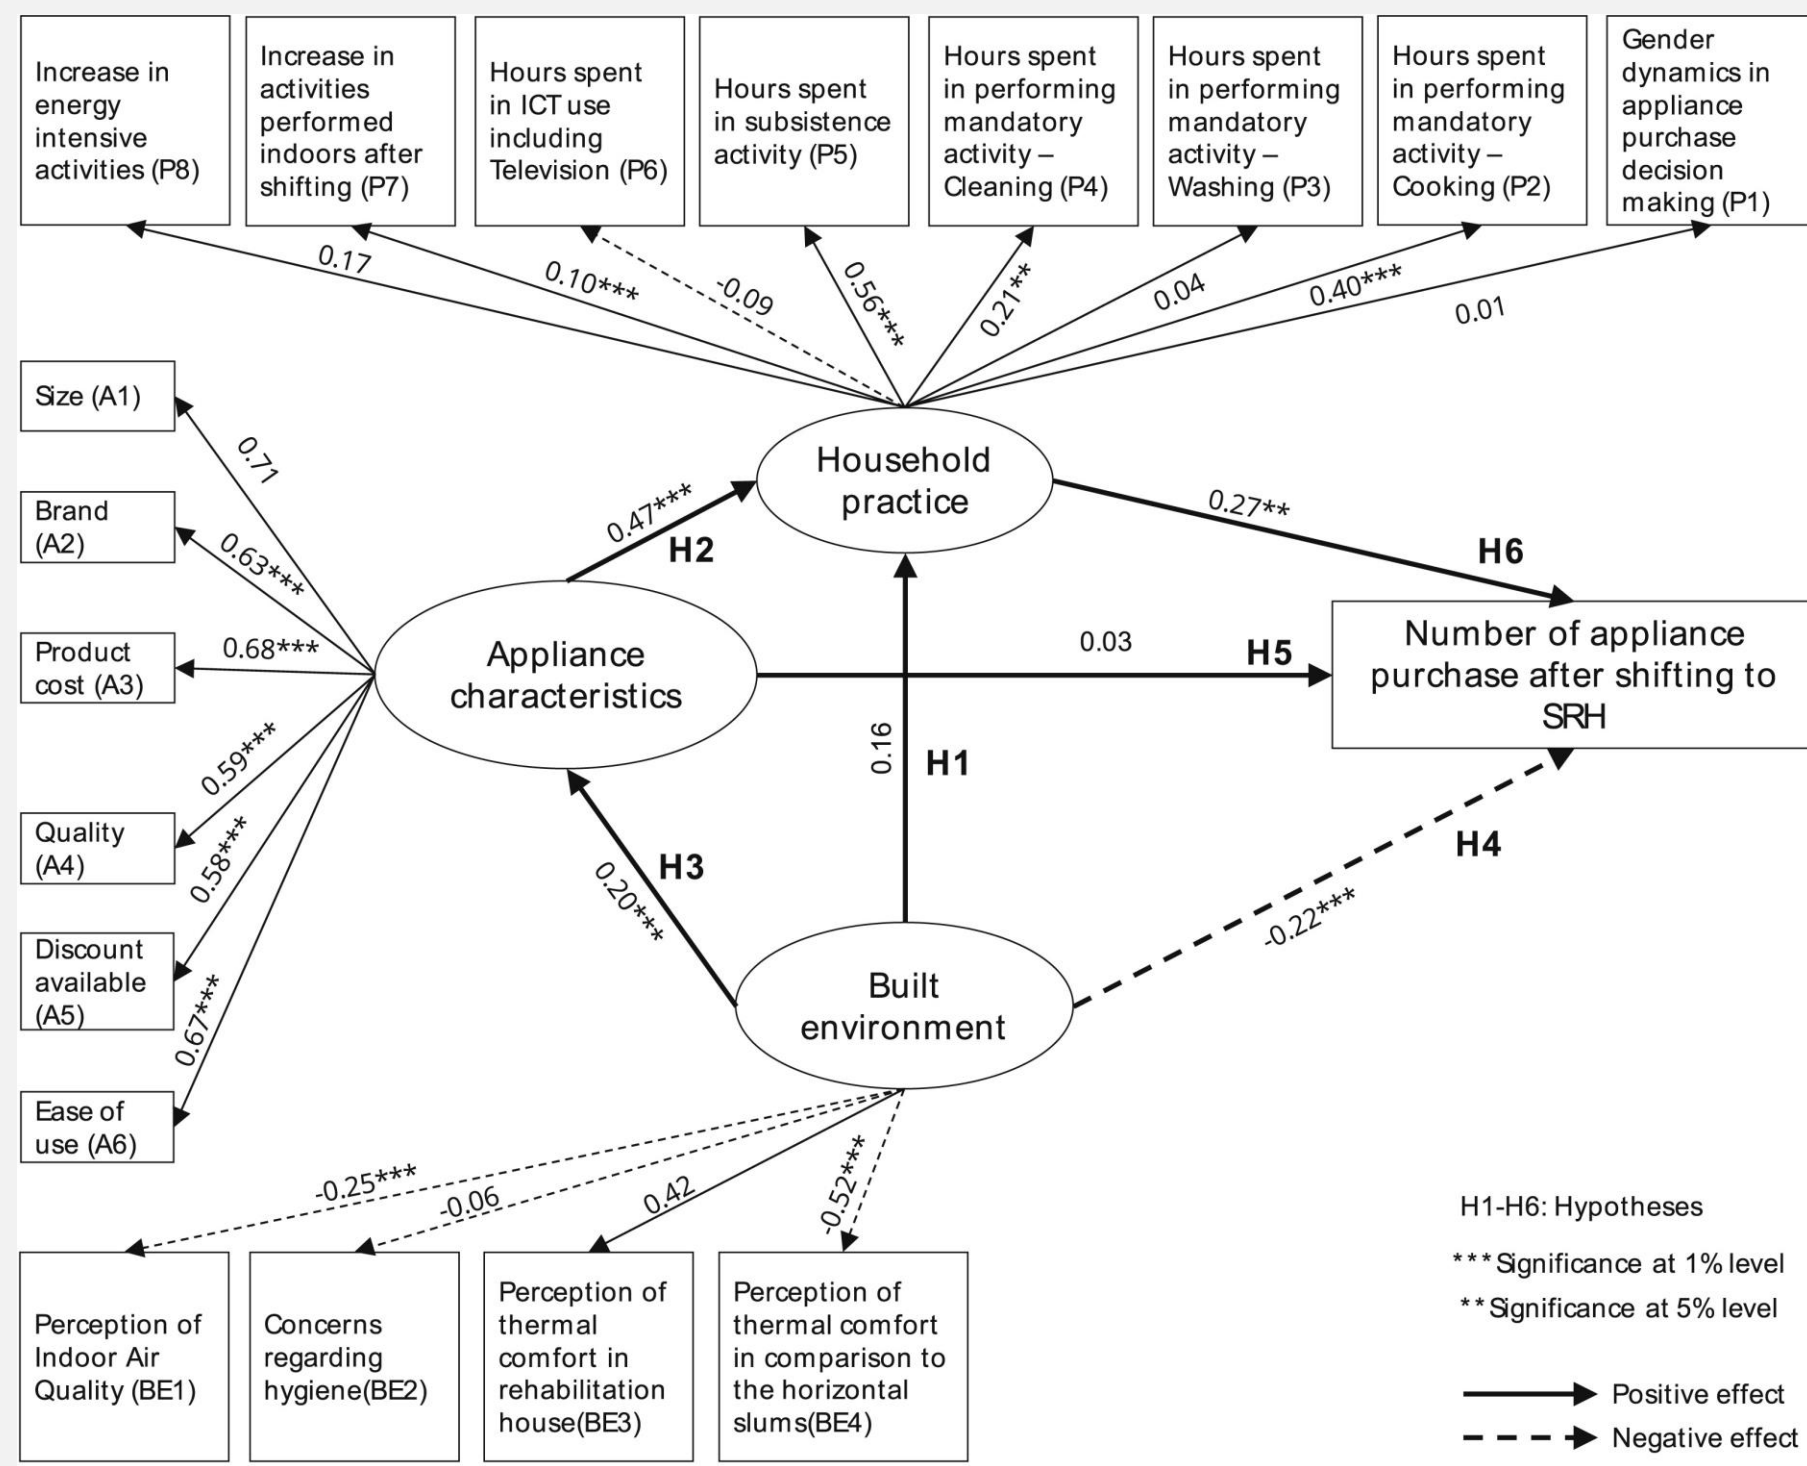 Increase in
energy
intensive
activities (P8)
Increase in
activities
performed
indoors after
shifting (P7)
Hours spent
in ICT use
including
Television (P6)
Hours spent
in subsistence
activity (P5)
Hours spent
in performing
mandatory
activity –
Cleaning (P4)
Hours spent
in performing
mandatory
activity –
Washing (P3)
Hours spent
in performing
mandatory
activity –
Cooking (P2)
Gender
dynamics in
appliance
purchase
decision
making (P1)
0.17
0.10***
-0.09
0.56***
0.21**
0.04
0.40***
0.01
Size (A1)
Brand
(A2)
Product
cost (A3)
Quality
(A4)
Discount
available
(A5)
Ease of
use (A6)
0.71
0.63***
0.68***
0.59***
0.58***
0.67***
Household
practice
0.47***
H2
0.27**
H6
Appliance
characteristics
0.03
H5
Number of appliance
purchase after shifting to
SRH
0.16
H1
H3
0.20***
H4
-0.22***
Built
environment
-0.25***
-0.06
0.42
-0.52***
Perception of
Indoor Air
Quality (BE1)
Concerns
regarding
hygiene(BE2)
Perception of
thermal
comfort in
rehabilitation
house(BE3)
Perception of
thermal comfort
in comparison to
the horizontal
slums(BE4)
H1-H6: Hypotheses
***Significance at 1% level
**Significance at 5% level
Positive effect
Negative effect